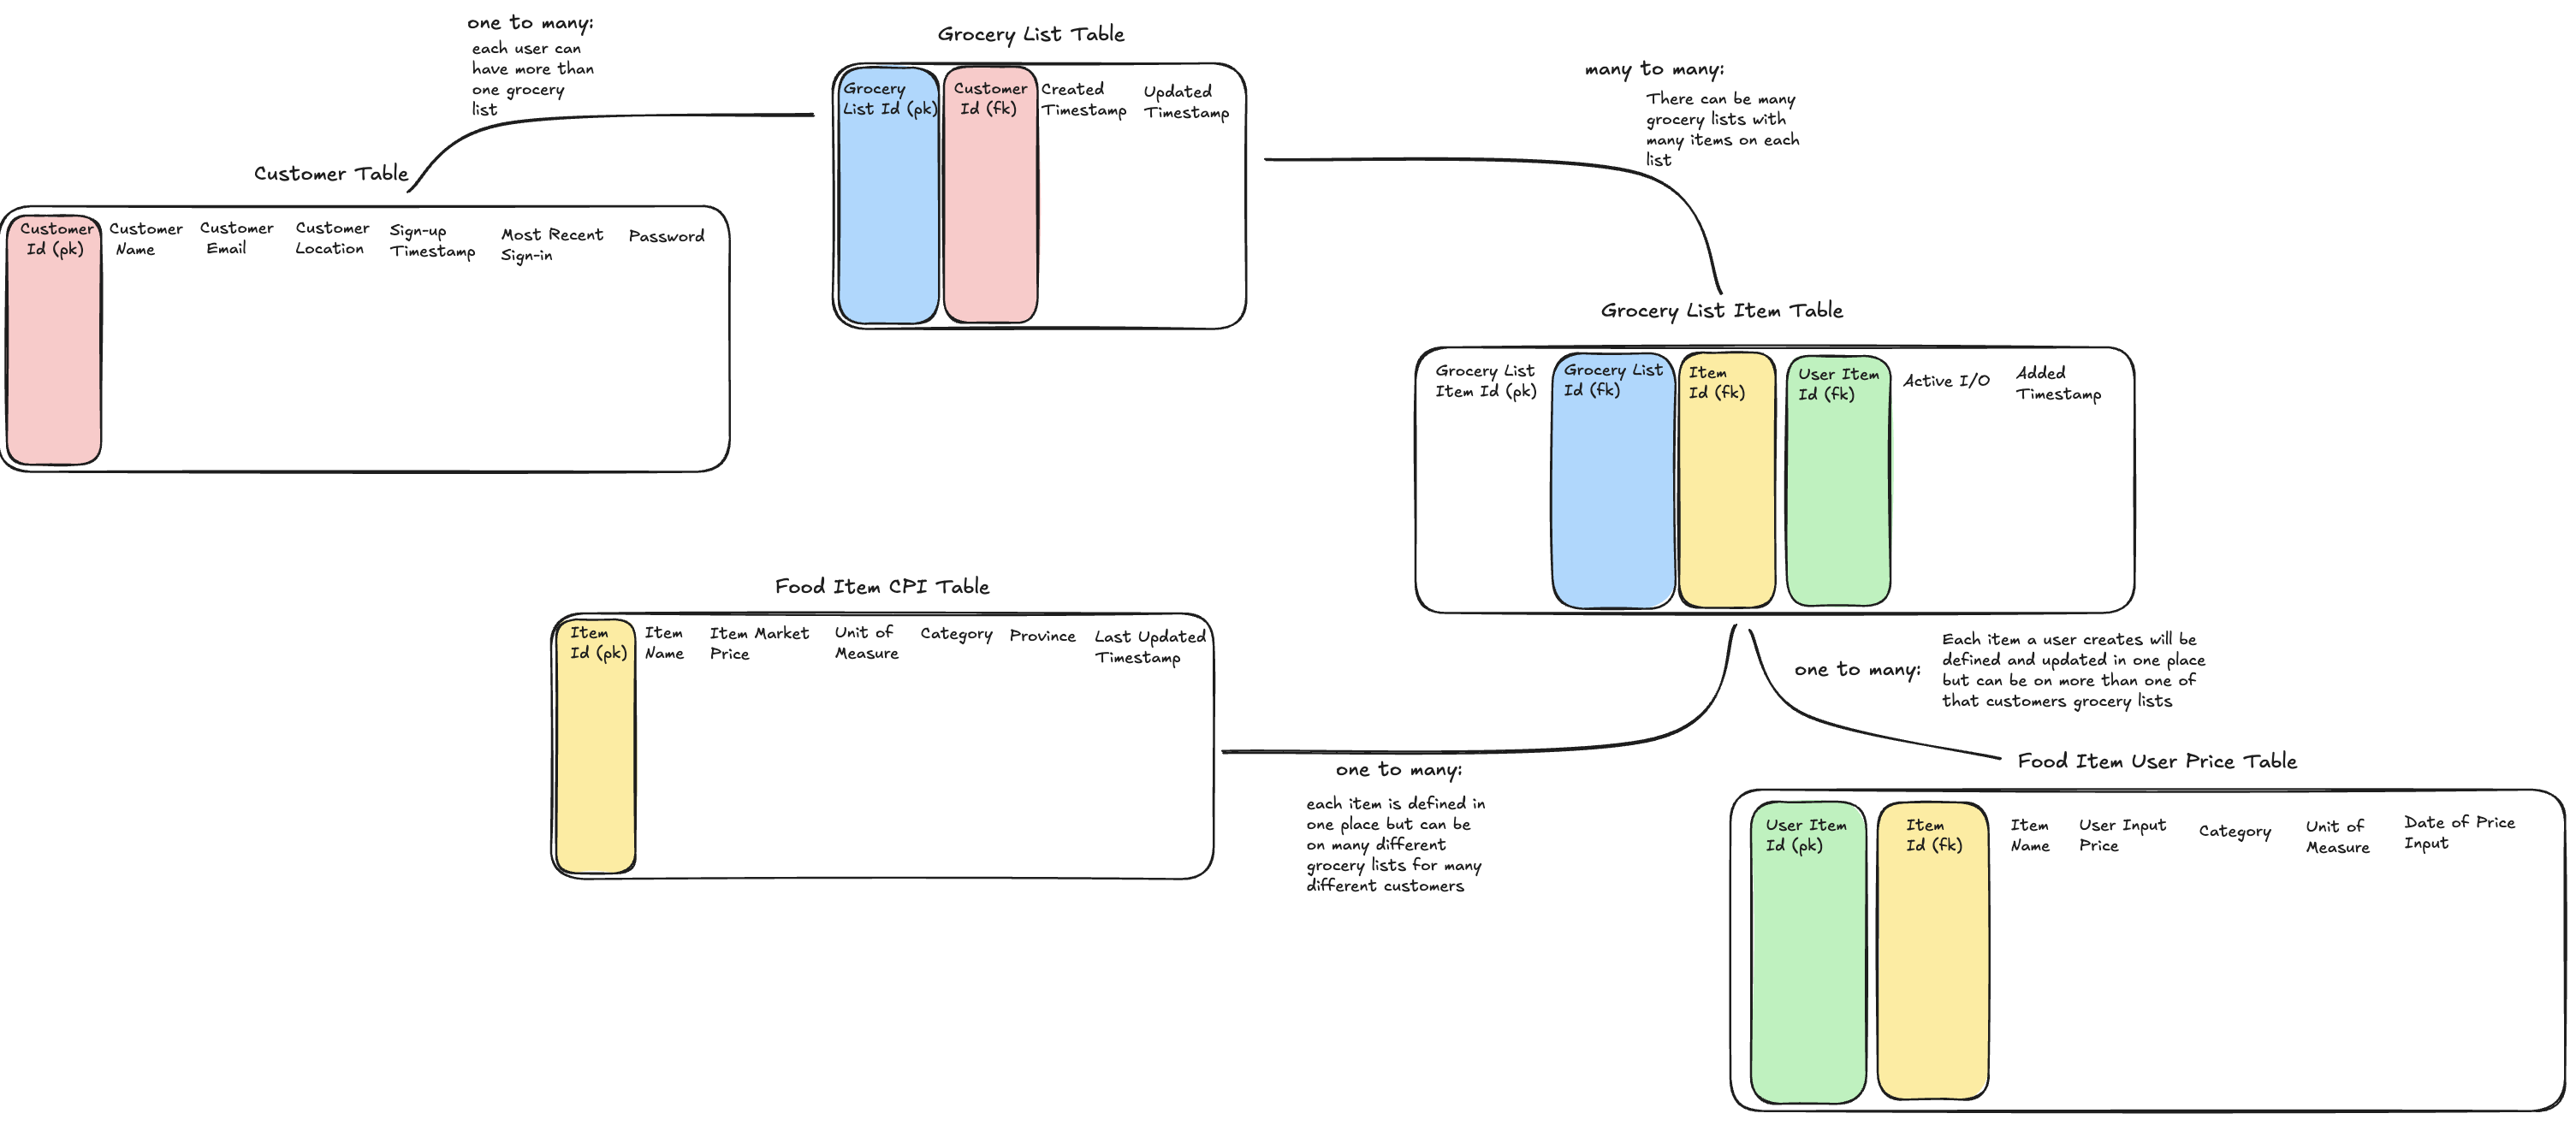 one to many:
each user can
have more than
one grocery
list
Grocery List Table
Grocery
List Id (pk)
Customer
Id (fk)
Created
Timestamp
Updated
Timestamp
many to many:
There can be many
grocery lists with
many items on each
list
Customer Table
Customer
Id (pk)
Customer
Name
Customer
Email
Customer
Location
Sign-up
Timestamp
Most Recent
Sign-in
Password
Grocery List Item Table
Grocery List
Item Id (pk)
Grocery List
Id (fk)
Item
Id (fk)
User Item
Id (fk)
Active I/O
Added
Timestamp
Food Item CPI Table
Item
Id (pk)
Item
Name
Item Market
Price
Unit of
Measure
Category
Province
Last Updated
Timestamp
one to many:
Each item a user creates will be
defined and updated in one place
but can be on more than one of
that customers grocery lists
one to many:
each item is defined in
one place but can be
on many different
grocery lists for many
different customers
Food Item User Price Table
User Item
Id (pk)
Item
Id (fk)
Item
Name
User Input
Price
Category
Unit of
Measure
Date of Price
Input